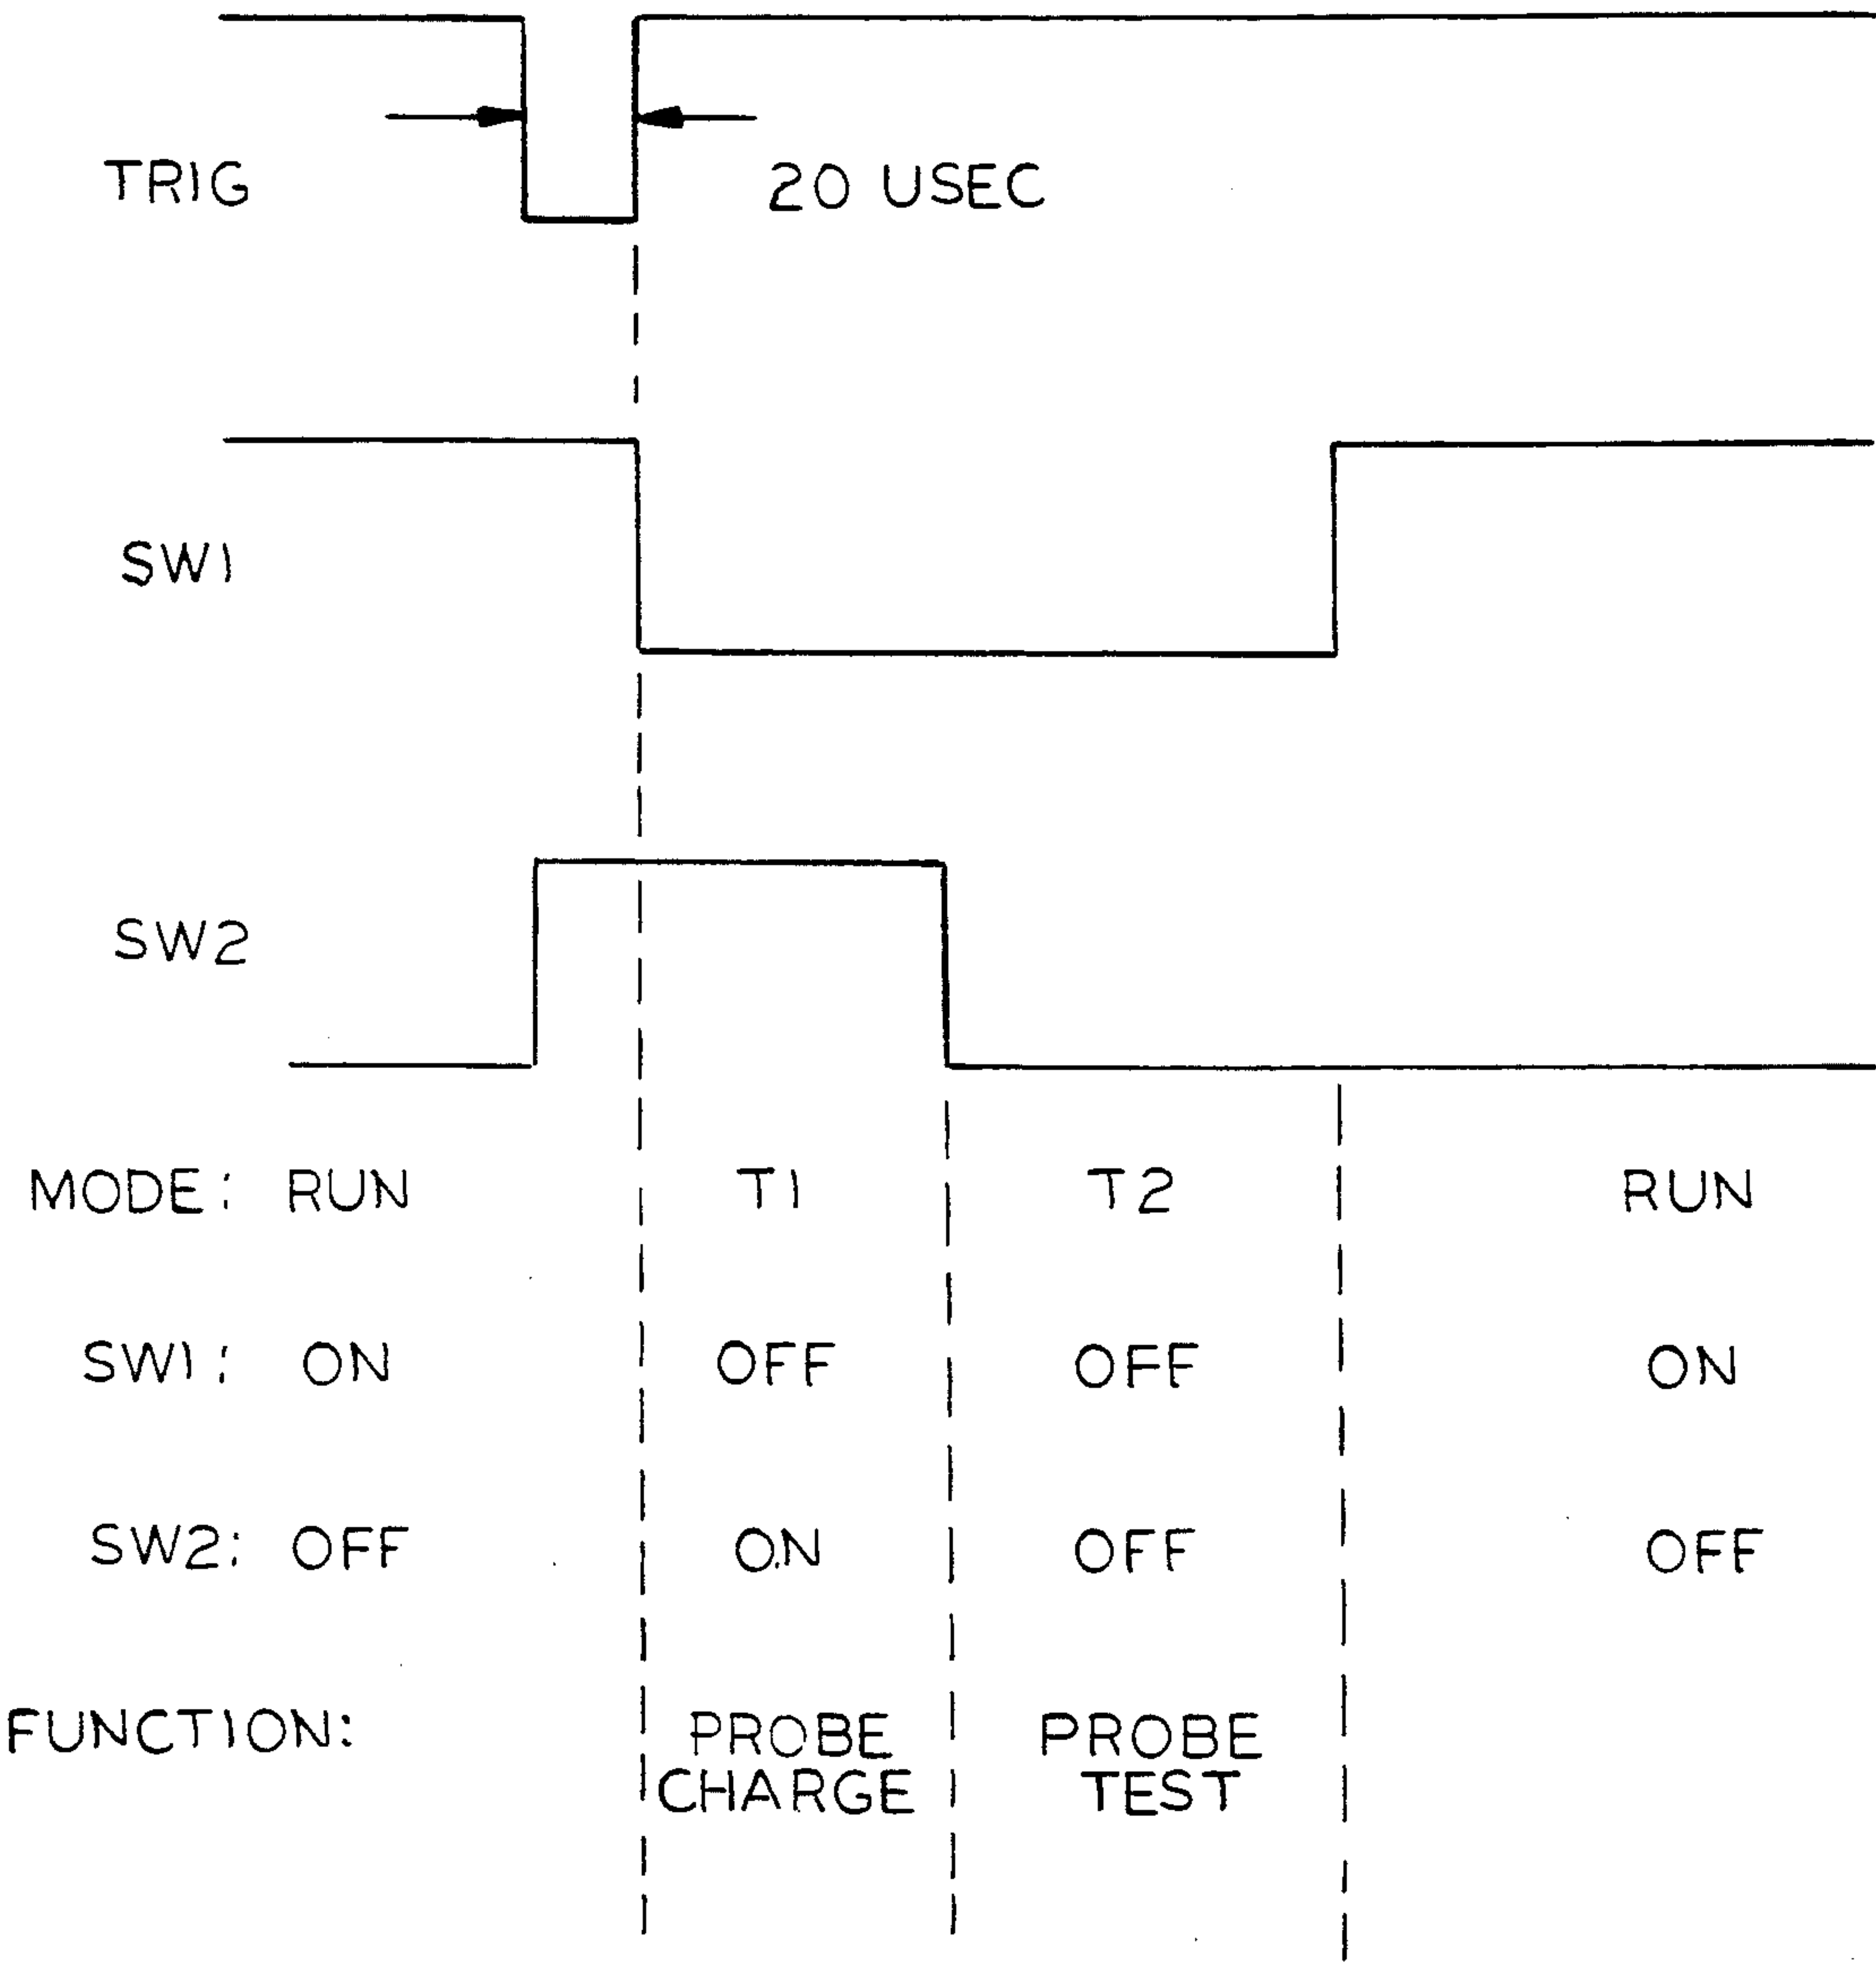 TRIG
20 USEC
SW1
SW2
MODE: RUN T1 T2 RUN
SW1: ON OFF OFF ON
SW2: OFF ON OFF OFF
FUNCTION: PROBE CHARGE PROBE TEST